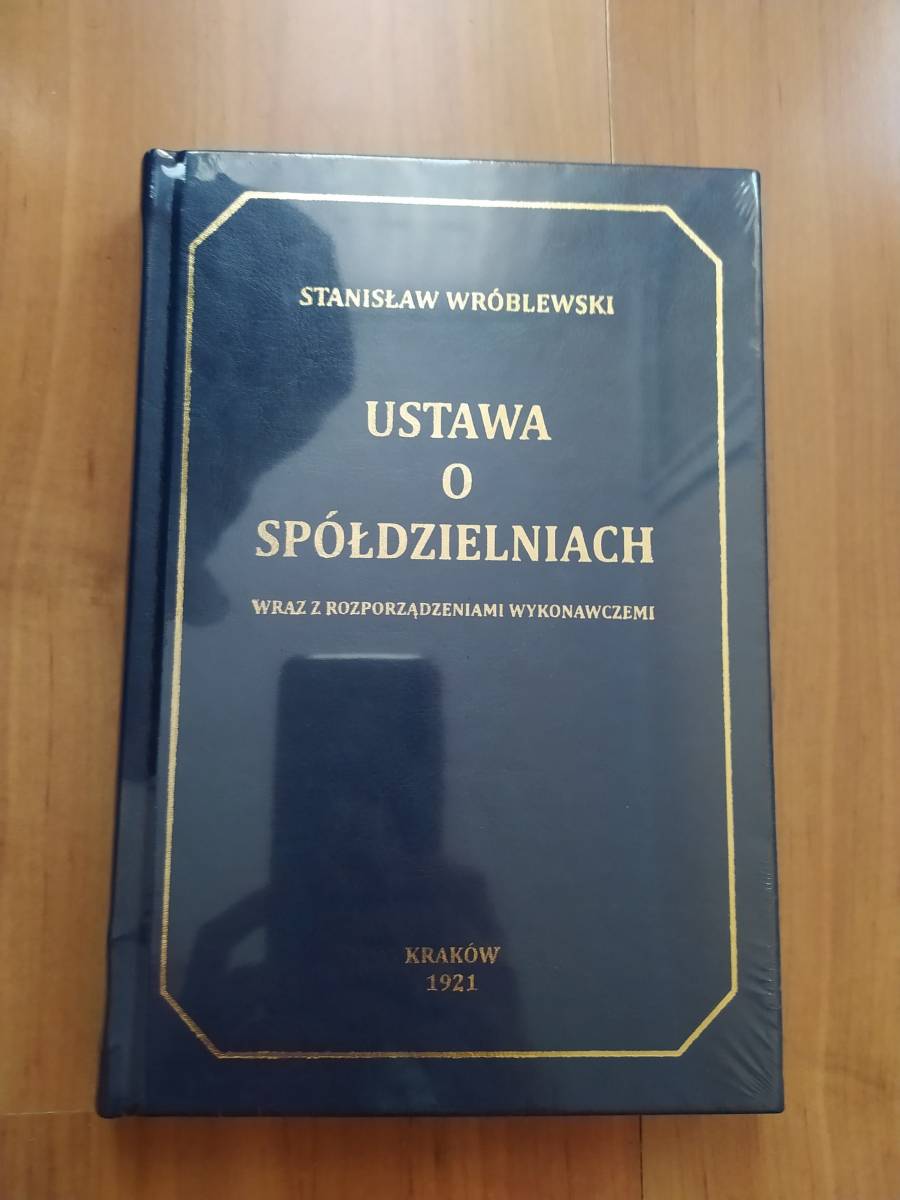 STANISŁAW WRÓBLEWSKI
USTAWA
O
SPÓŁDZIELNIACH
WRAZ Z ROZPORZĄDZENIAMI WYKONAWCZEMI
KRAKÓW
1921